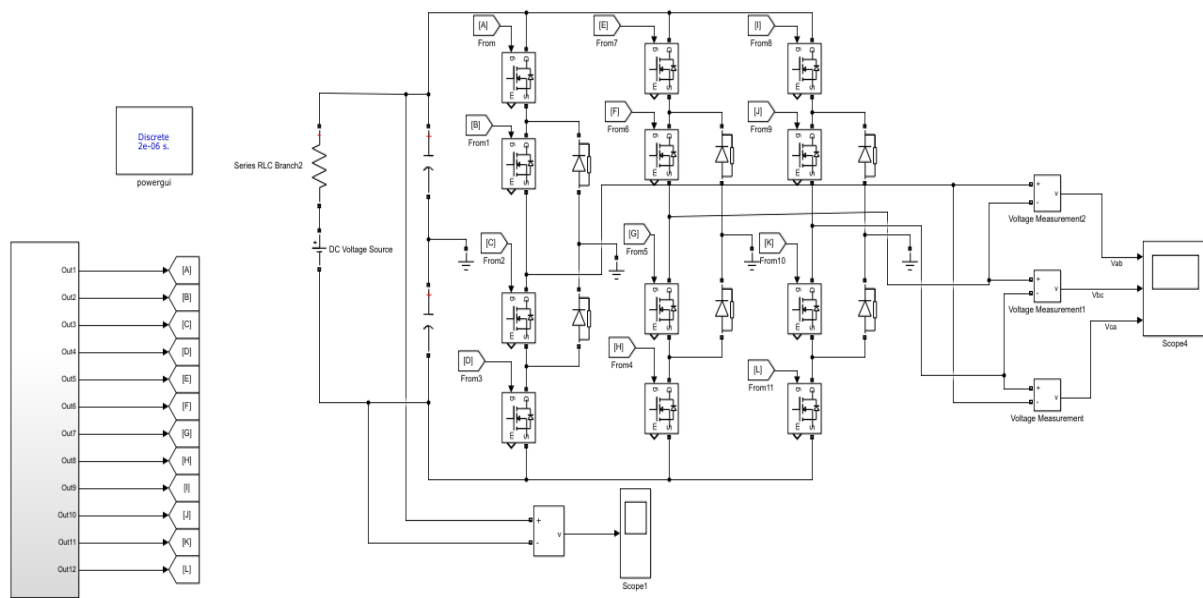 Discrete
2e-06 s.
powergui
Series RLC Branch2
DC Voltage Source
Out1
[A]
Out2
[B]
Out3
[C]
Out4
[D]
Out5
[E]
Out6
[F]
Out7
[G]
Out8
[H]
Out9
[I]
Out10
[J]
Out11
[K]
Out12
[L]
[A]
From
[B]
From1
[C]
From2
[D]
From3
[E]
From7
[F]
From6
[G]
From5
[H]
From4
[I]
From8
[J]
From9
[K]
From10
[L]
From11
g
C
E
S
g
C
E
S
g
C
E
S
g
C
E
S
g
C
E
S
g
C
E
S
g
C
E
S
g
C
E
S
g
C
E
S
g
C
E
S
g
C
E
S
g
C
E
S
+
-
v
Voltage Measurement2
+
-
v
Voltage Measurement1
+
-
v
Voltage Measurement
Vab
Vbc
Vca
Scope4
+
-
v
Scope1